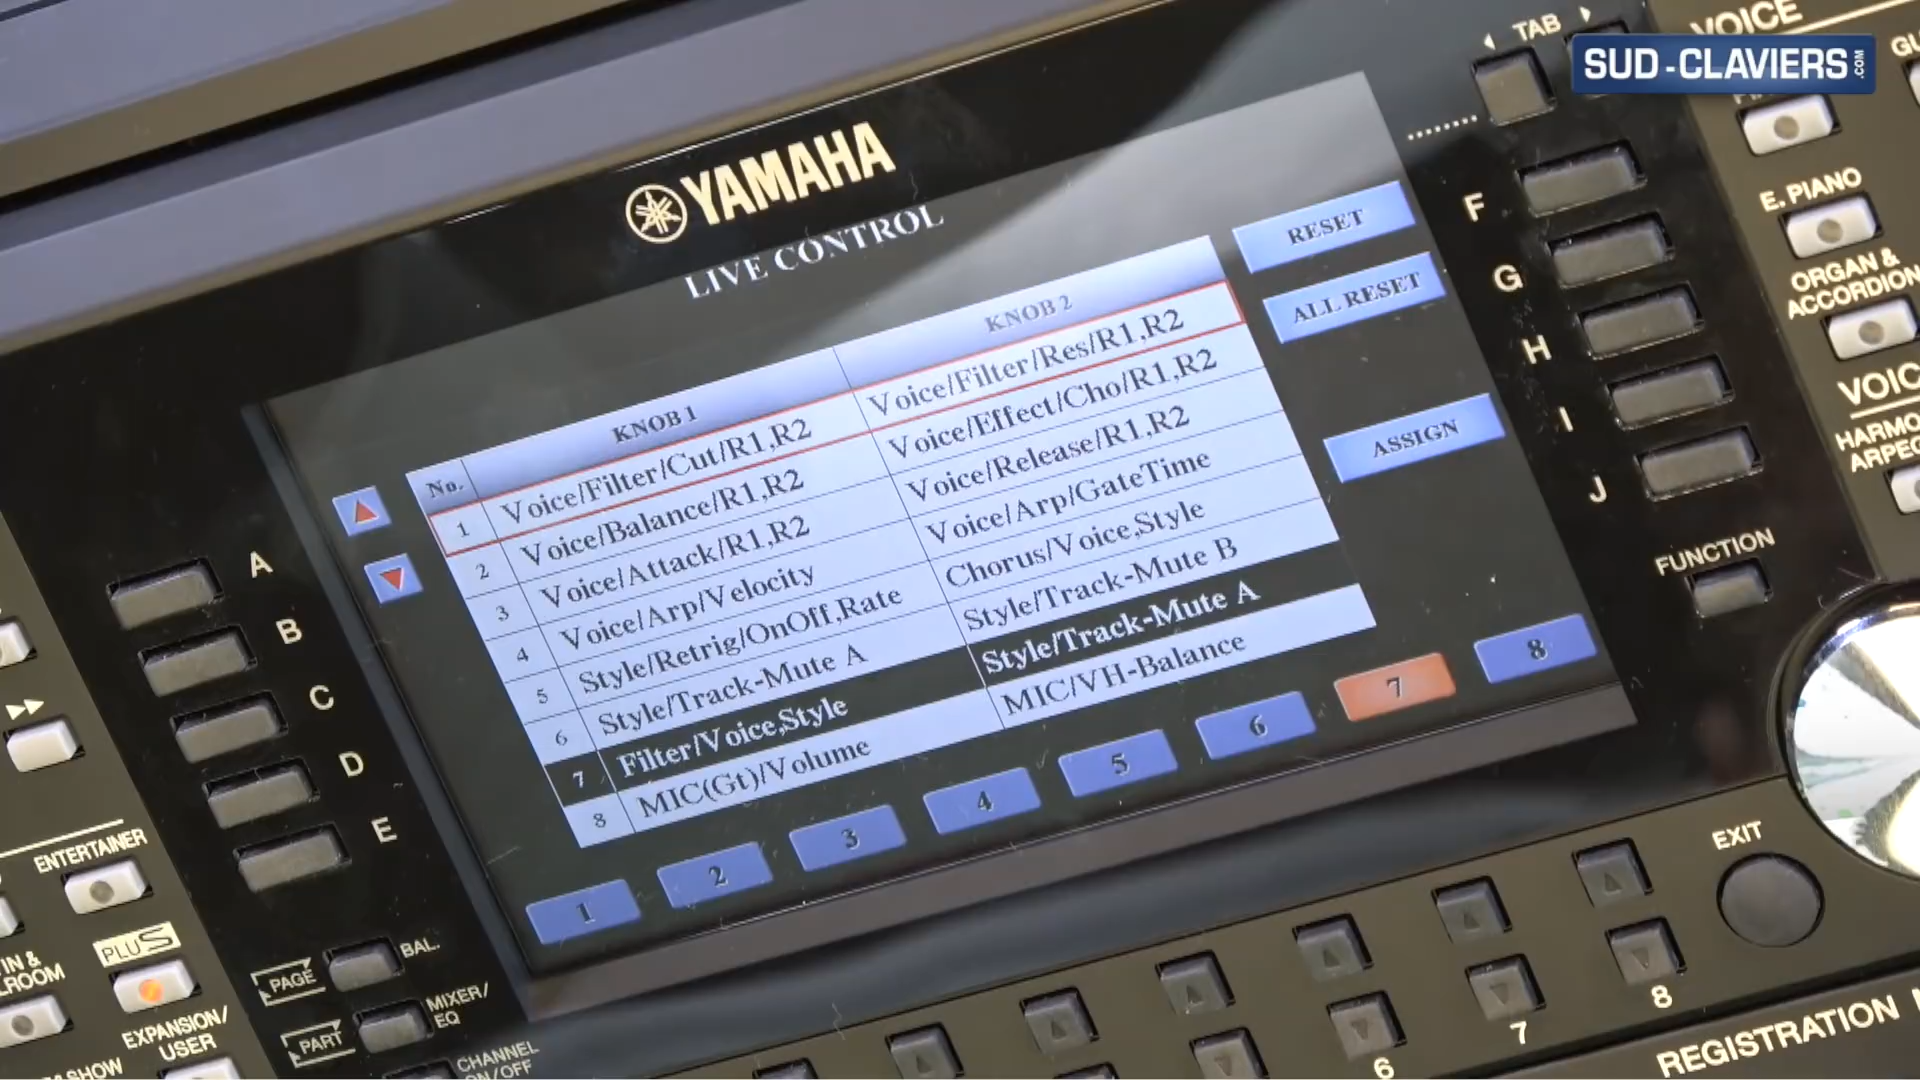 SUD-CLAVIERS.COM
TAB
VOICE
YAMAHA
LIVE CONTROL
RESET
ALL RESET
ASSIGN
No. KNOB 1 KNOB 2
1 Voice/Filter/Cut/R1,R2 Voice/Filter/Res/R1,R2
2 Voice/Balance/R1,R2 Voice/Effect/Cho/R1,R2
3 Voice/Attack/R1,R2 Voice/Release/R1,R2
4 Voice/Arp/Velocity Voice/Arp/GateTime
5 Style/Retrig/OnOff,Rate Chorus/Voice,Style
6 Style/Track-Mute A Style/Track-Mute B
7 Filter/Voice,Style Style/Track-Mute A
8 MIC(Gt)/Volume MIC/VH-Balance
1 2 3 4 5 6 7 8
A
B
C
D
E
F
G
H
I
J
E. PIANO
ORGAN &
ACCORDION
FUNCTION
EXIT
ENTERTAINER
PLUS
EXPANSION/
USER
PAGE
BAL.
PART
MIXER/
EQ
CHANNEL
ON/OFF
6
7
8
REGISTRATION